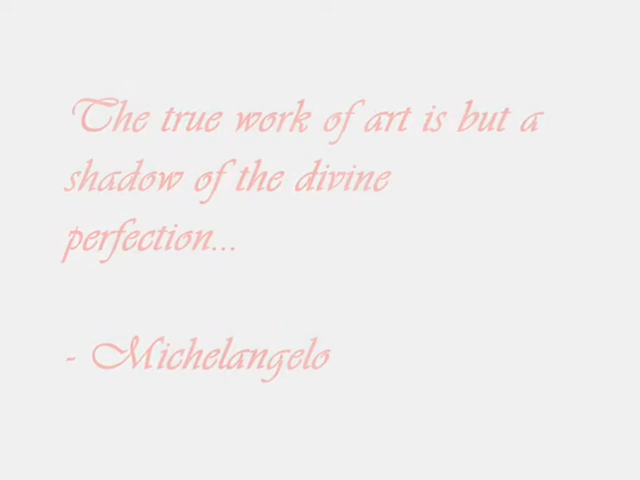 The true work of art is but a
shadow of the divine
perfection...
- Michelangelo